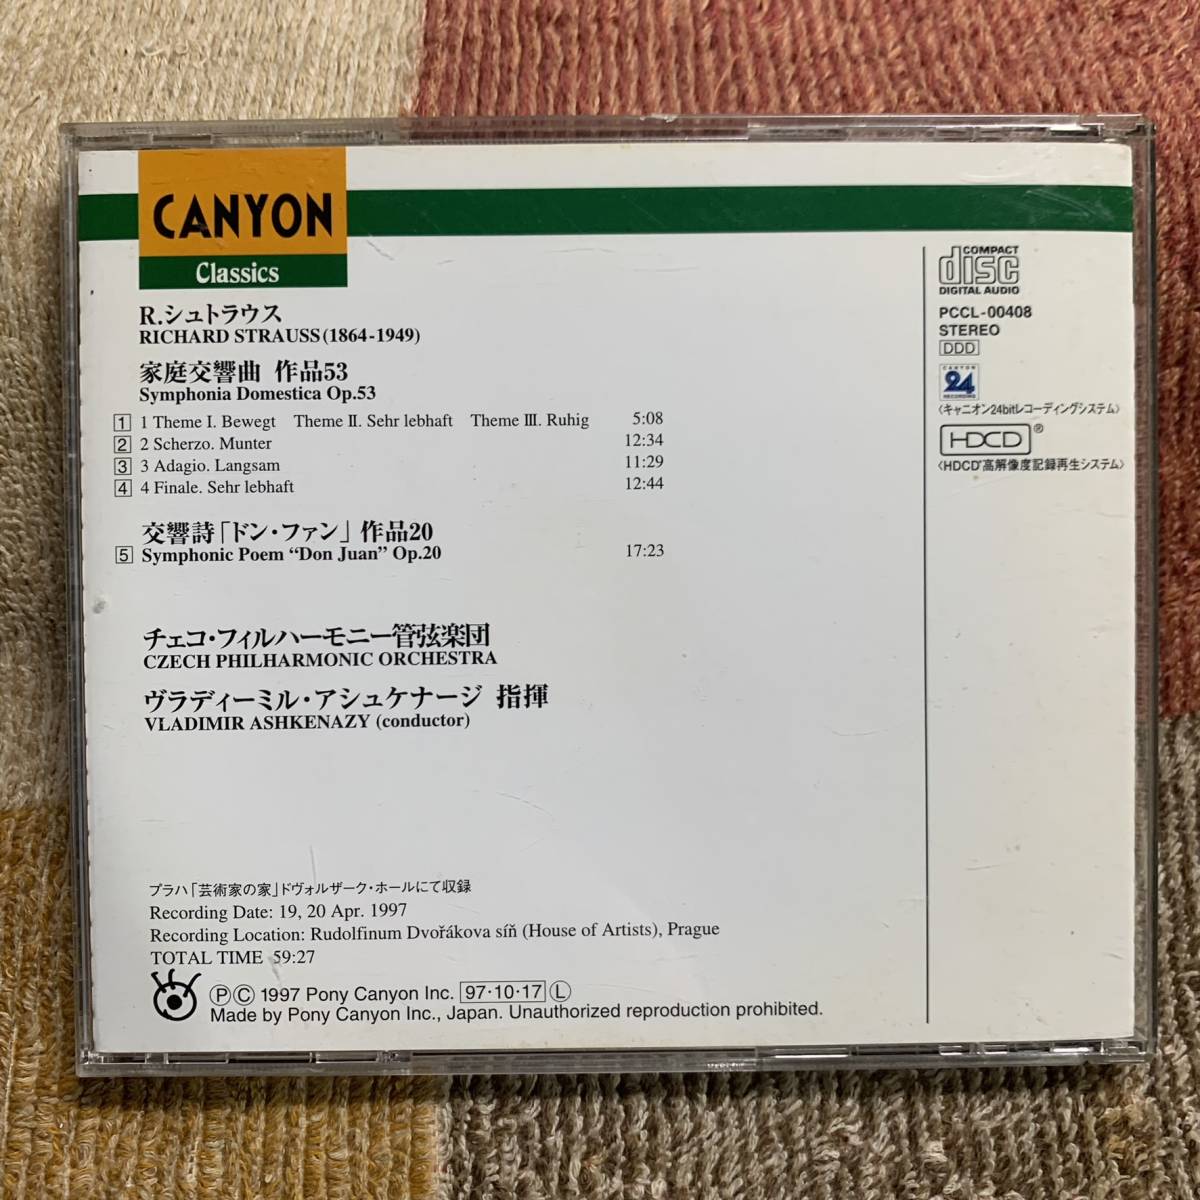 CANYON
Classics
R.シュトラウス
RICHARD STRAUSS (1864-1949)
家庭交響曲 作品53
Symphonia Domestica Op.53
1 1 Theme I. Bewegt Theme II. Sehr lebhaft Theme III. Ruhig 5:08
2 2 Scherzo. Munter 12:34
3 3 Adagio. Langsam 11:29
4 4 Finale. Sehr lebhaft 12:44
交響詩「ドン・ファン」作品20
5 Symphonic Poem “Don Juan” Op.20 17:23
チェコ・フィルハーモニー管弦楽団
CZECH PHILHARMONIC ORCHESTRA
ヴラディーミル・アシュケナージ 指揮
VLADIMIR ASHKENAZY (conductor)
プラハ「芸術家の家」ドヴォルザーク・ホールにて収録
Recording Date: 19, 20 Apr. 1997
Recording Location: Rudolfinum Dvořákova síň (House of Artists), Prague
TOTAL TIME 59:27
ⓅⒸ 1997 Pony Canyon Inc. 97・10・17 Ⓛ
Made by Pony Canyon Inc., Japan. Unauthorized reproduction prohibited.
COMPACT
disc
DIGITAL AUDIO
PCCL-00408
STEREO
DDD
CANYON
24
RECORDING
〈キャニオン24bitレコーディングシステム〉
HDCD®
〈HDCD®高解像度記録再生システム〉